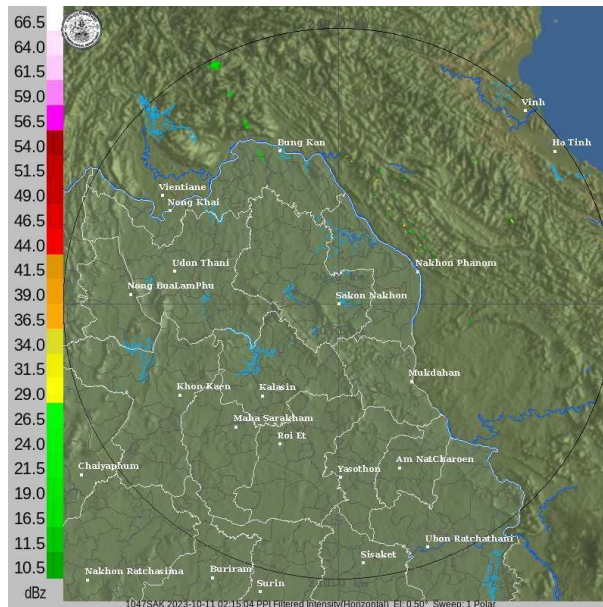 66.5
64.0
61.5
59.0
56.5
54.0
51.5
49.0
46.5
44.0
41.5
39.0
36.5
34.0
31.5
29.0
26.5
24.0
21.5
19.0
16.5
14.0
11.5
10.5
dBz
Vinh
Ha Tinh
Bung Kan
Vientiane
Nong Khai
Udon Thani
Nakhon Phanom
Nong BuaLamPhu
Sakon Nakhon
Mukdahan
Khon Kaen
Kalasin
Maha Sarakham
Roi Et
Chaiyaphum
Yasothon
Am NatCharoen
Ubon Ratchathani
Sisaket
Nakhon Ratchasima
Buriram
Surin
1047SAK 2023-10-11 02:15:04 PPI Filtered Intensity(Horizontal) El: 0.50° Sweep: 1 Polar